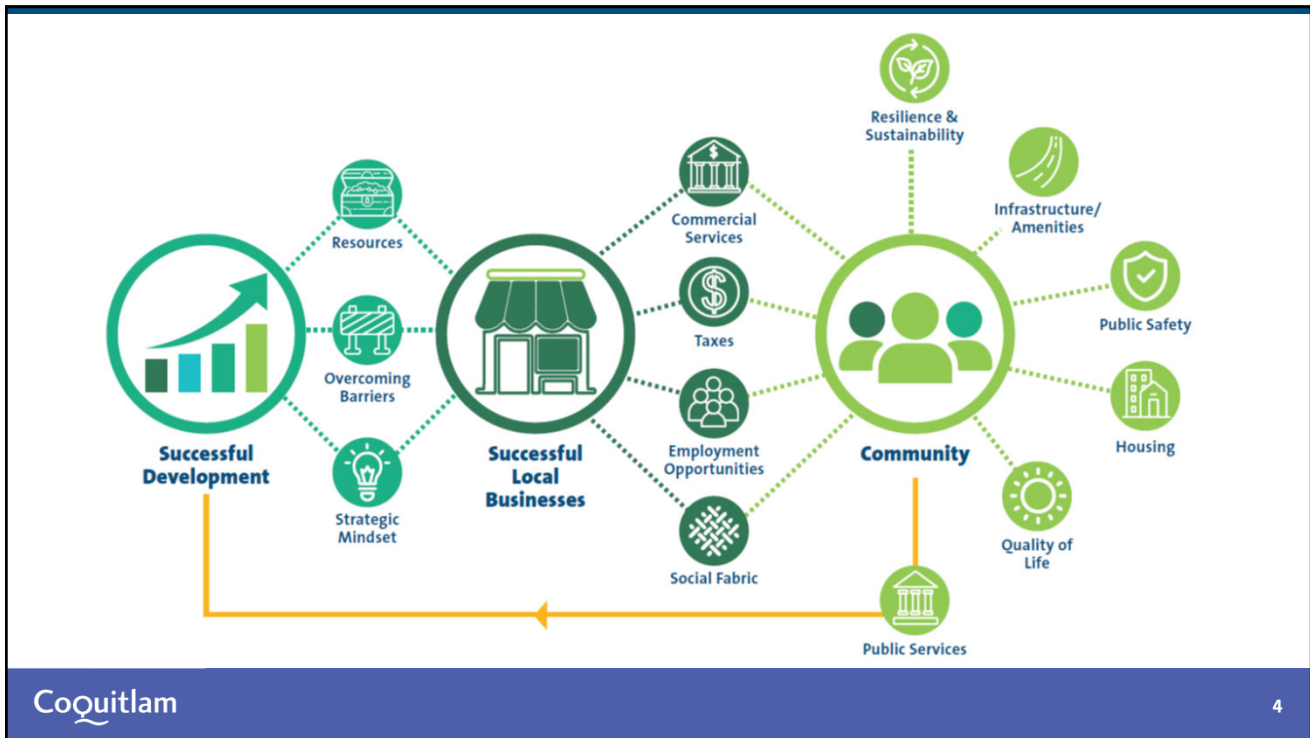 Resilience &
Sustainability
Infrastructure/
Amenities
Resources
Commercial
Services
Public Safety
Taxes
Overcoming
Barriers
Housing
Successful
Development
Successful
Local
Businesses
Employment
Opportunities
Community
Strategic
Mindset
Quality of
Life
Social Fabric
Public Services
Coquitlam
4
$
$